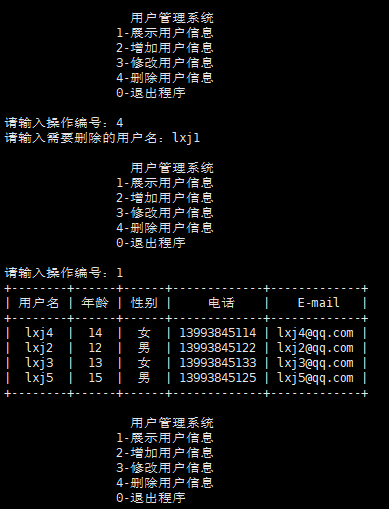 用户管理系统
1-展示用户信息
2-增加用户信息
3-修改用户信息
4-删除用户信息
0-退出程序
请输入操作编号：4
请输入需要删除的用户名：lxj1
用户管理系统
1-展示用户信息
2-增加用户信息
3-修改用户信息
4-删除用户信息
0-退出程序
请输入操作编号：1
+--------+------+------+-------------+-------------+
| 用户名 | 年龄 | 性别 | 电话 | E-mail |
+--------+------+------+-------------+-------------+
| lxj4 | 14 | 女 | 13993845114 | lxj4@qq.com |
| lxj2 | 12 | 男 | 13993845122 | lxj2@qq.com |
| lxj3 | 13 | 女 | 13993845133 | lxj3@qq.com |
| lxj5 | 15 | 男 | 13993845125 | lxj5@qq.com |
+--------+------+------+-------------+-------------+
用户管理系统
1-展示用户信息
2-增加用户信息
3-修改用户信息
4-删除用户信息
0-退出程序